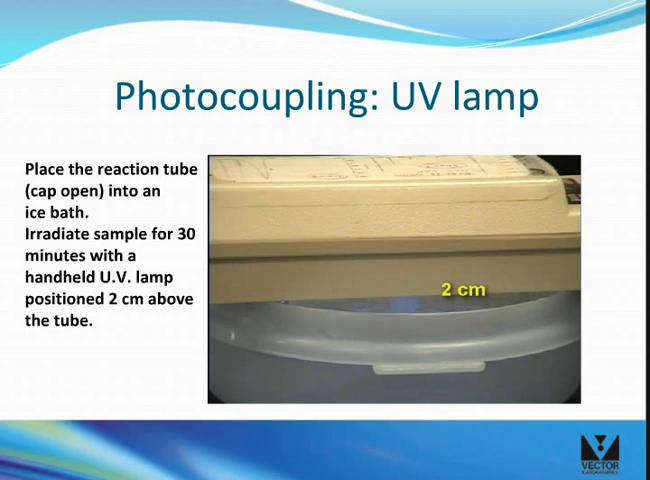 Photocoupling: UV lamp
Place the reaction tube
(cap open) into an
ice bath.
Irradiate sample for 30
minutes with a
handheld U.V. lamp
positioned 2 cm above
the tube.
2 cm
VECTOR
LABORATORIES